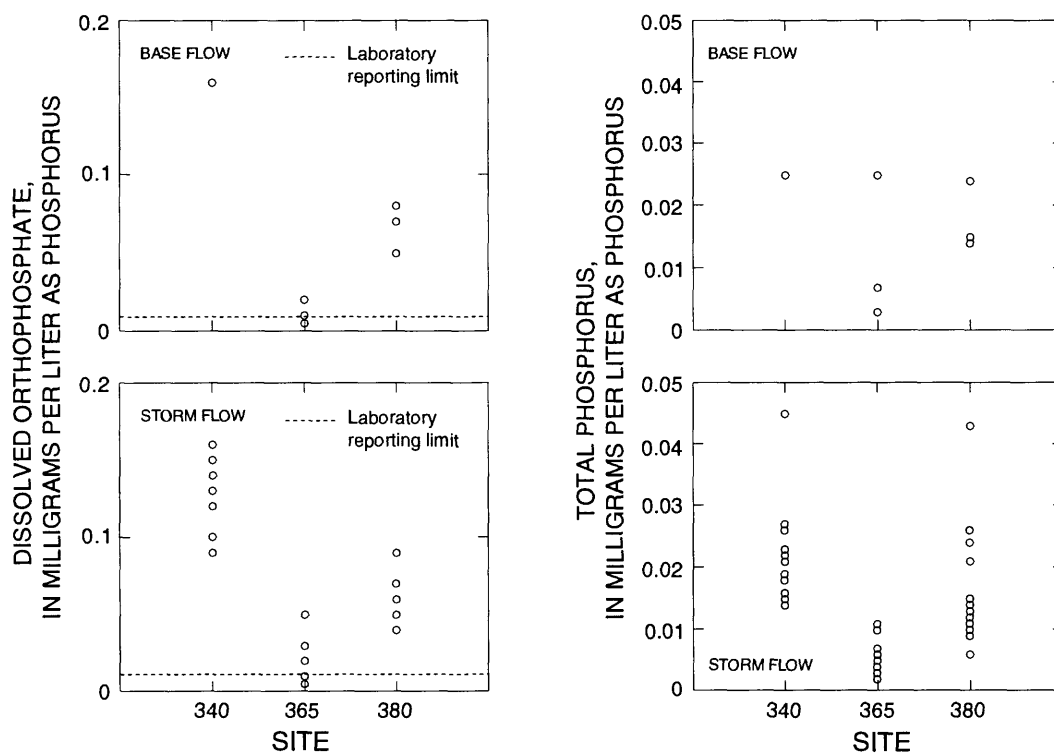 DISSOLVED ORTHOPHOSPHATE,
IN MILLIGRAMS PER LITER AS PHOSPHORUS
0.2
0.1
0
BASE FLOW
Laboratory
reporting limit
0.2
0.1
0
STORM FLOW
Laboratory
reporting limit
340 365 380
SITE
TOTAL PHOSPHORUS,
IN MILLIGRAMS PER LITER AS PHOSPHORUS
0.05
0.04
0.03
0.02
0.01
0
BASE FLOW
0.05
0.04
0.03
0.02
0.01
0
STORM FLOW
340 365 380
SITE